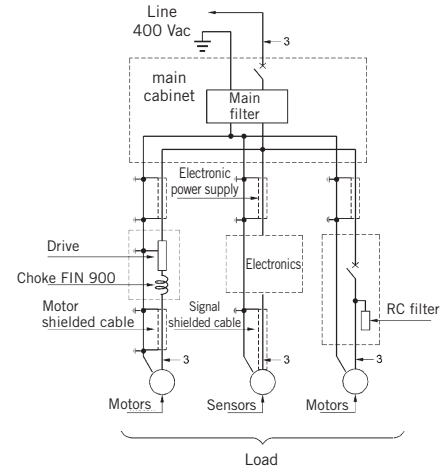 Line
400 Vac
3
main
cabinet
Main
filter
Electronic
power supply
Drive
Electronics
Choke FIN 900
Motor
shielded cable
Signal
shielded cable
RC filter
3
3
3
Motors
Sensors
Motors
Load